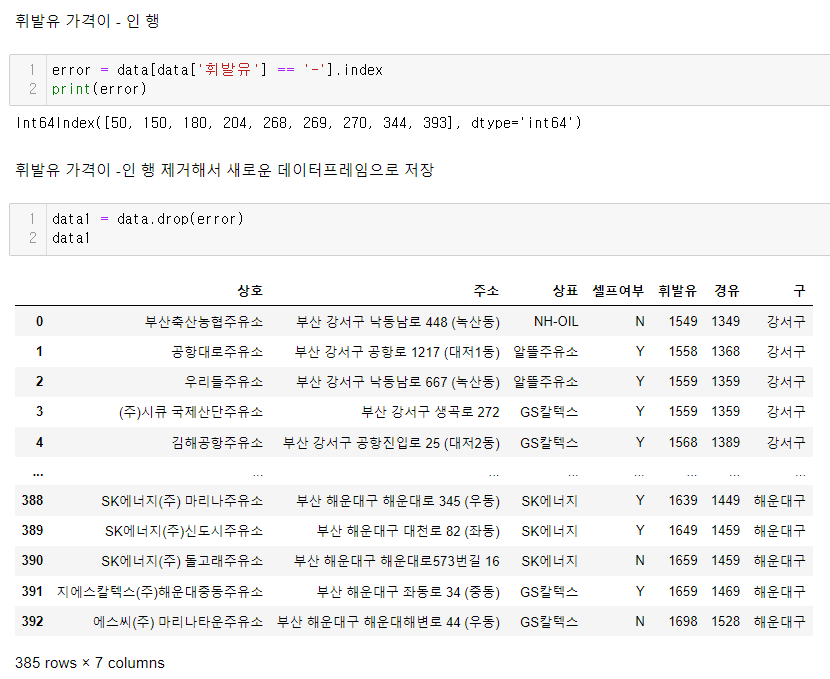 휘발유 가격이 - 인 행
1 error = data[data['휘발유'] == '-'].index
2 print(error)
Int64Index([50, 150, 180, 204, 268, 269, 270, 344, 393], dtype='int64')
휘발유 가격이 -인 행 제거해서 새로운 데이터프레임으로 저장
1 data1 = data.drop(error)
2 data1
상호 주소 상표 셀프여부 휘발유 경유 구
0 부산축산농협주유소 부산 강서구 낙동남로 448 (녹산동) NH-OIL N 1549 1349 강서구
1 공항대로주유소 부산 강서구 공항로 1217 (대저1동) 알뜰주유소 Y 1558 1368 강서구
2 우리들주유소 부산 강서구 낙동남로 667 (녹산동) 알뜰주유소 Y 1559 1359 강서구
3 (주)시큐 국제산단주유소 부산 강서구 생곡로 272 GS칼텍스 Y 1559 1359 강서구
4 김해공항주유소 부산 강서구 공항진입로 25 (대저2동) GS칼텍스 Y 1568 1389 강서구
... ... ... ... ... ... ... ...
388 SK에너지(주) 마리나주유소 부산 해운대구 해운대로 345 (우동) SK에너지 Y 1639 1449 해운대구
389 SK에너지(주)신도시주유소 부산 해운대구 대천로 82 (좌동) SK에너지 Y 1649 1459 해운대구
390 SK에너지(주) 돌고래주유소 부산 해운대구 해운대로573번길 16 SK에너지 N 1659 1459 해운대구
391 지에스칼텍스(주)해운대중동주유소 부산 해운대구 좌동로 34 (중동) GS칼텍스 Y 1659 1469 해운대구
392 에스씨(주) 마리나타운주유소 부산 해운대구 해운대해변로 44 (우동) GS칼텍스 N 1698 1528 해운대구
385 rows × 7 columns